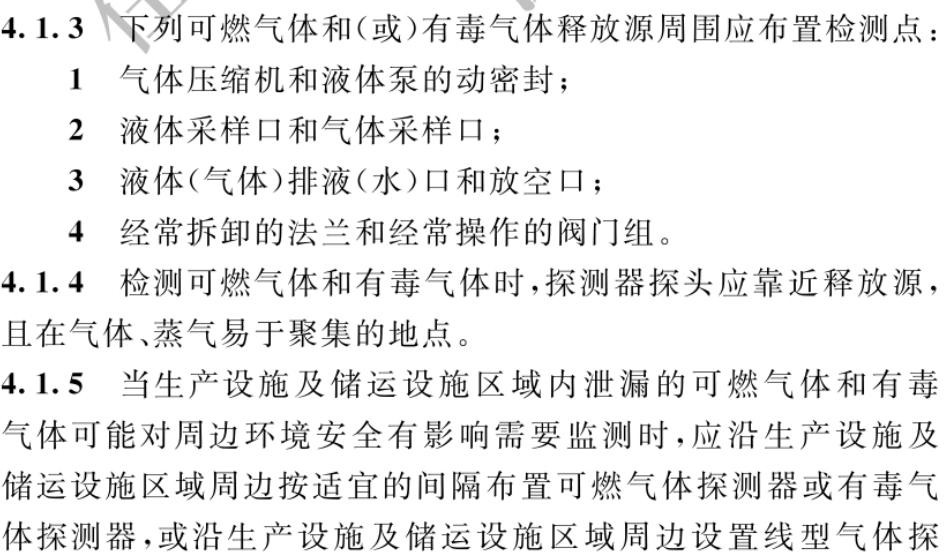 4.1.3 下列可燃气体和(或)有毒气体释放源周围应布置检测点:
1 气体压缩机和液体泵的动密封;
2 液体采样口和气体采样口;
3 液体(气体)排液(水)口和放空口;
4 经常拆卸的法兰和经常操作的阀门组。
4.1.4 检测可燃气体和有毒气体时,探测器探头应靠近释放源,
且在气体、蒸气易于聚集的地点。
4.1.5 当生产设施及储运设施区域内泄漏的可燃气体和有毒
气体可能对周边环境安全有影响需要监测时,应沿生产设施及
储运设施区域周边按适宜的间隔布置可燃气体探测器或有毒气
体探测器,或沿生产设施及储运设施区域周边设置线型气体探